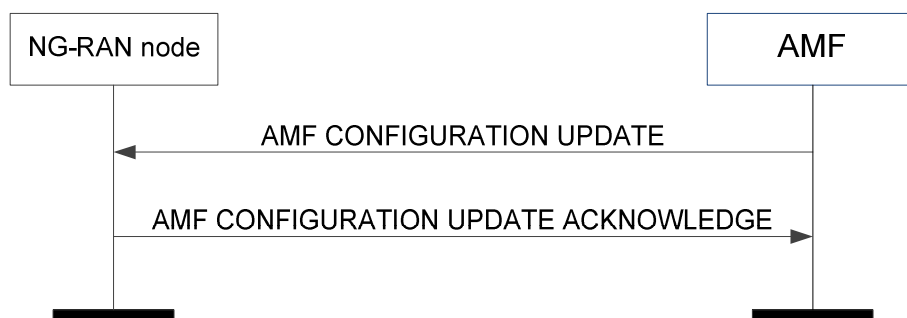 NG-RAN node
AMF
AMF CONFIGURATION UPDATE
AMF CONFIGURATION UPDATE ACKNOWLEDGE